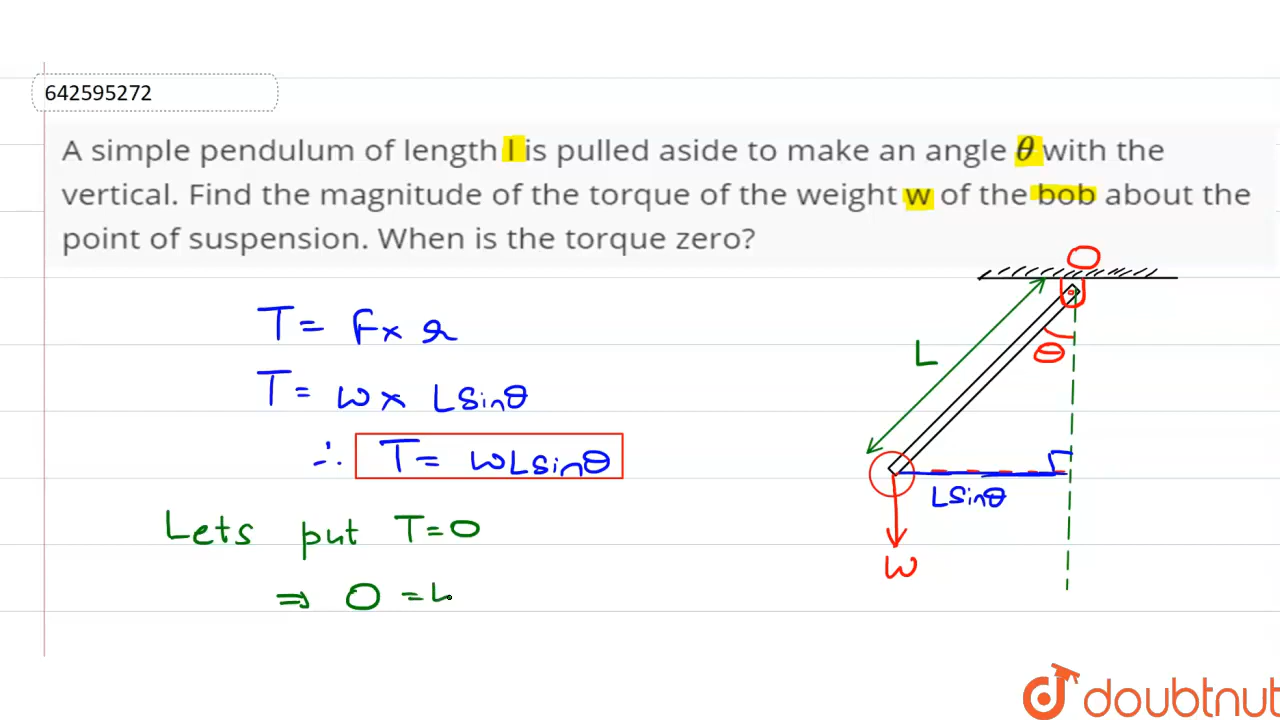 642595272
A simple pendulum of length l is pulled aside to make an angle θ with the
vertical. Find the magnitude of the torque of the weight w of the bob about the
point of suspension. When is the torque zero?
O
T = F × r
θ
L
T = w × L sinθ
∴ T = wL sinθ
L sinθ
Lets put T=0
W
⇒ 0 =
doubtnut